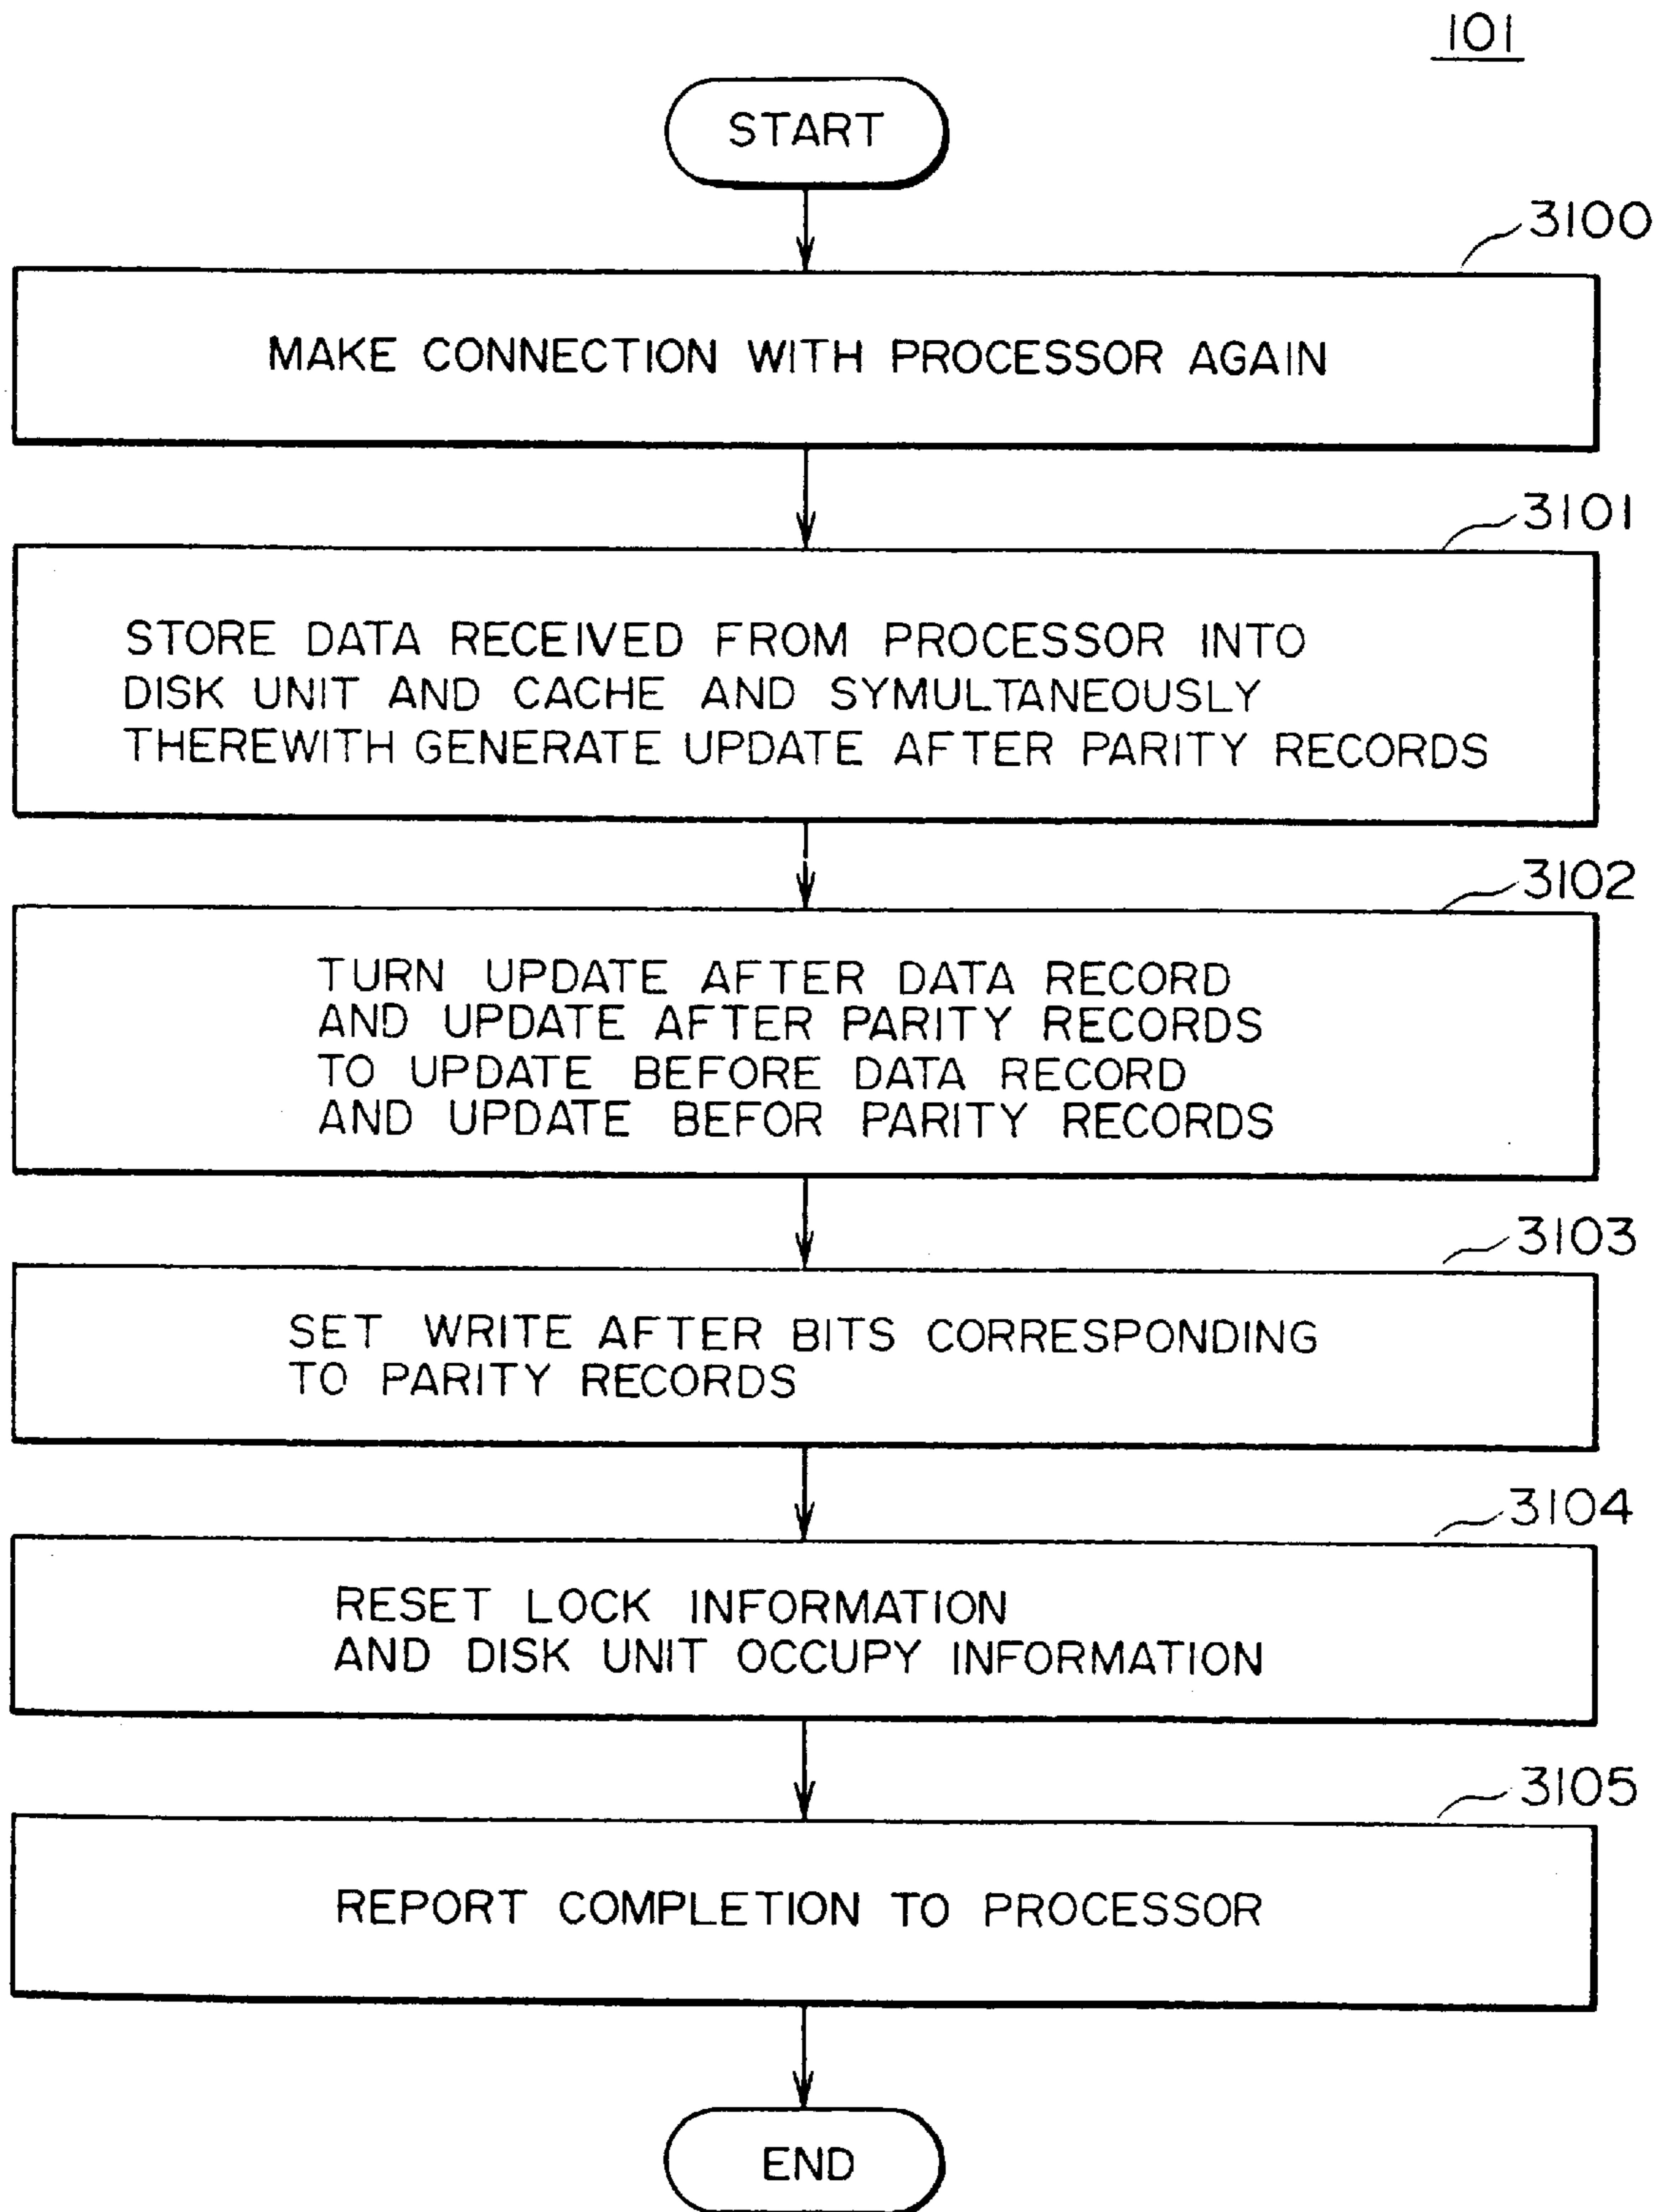 101
START
3100
MAKE CONNECTION WITH PROCESSOR AGAIN
3101
STORE DATA RECEIVED FROM PROCESSOR INTO
DISK UNIT AND CACHE AND SYMULTANEOUSLY
THEREWITH GENERATE UPDATE AFTER PARITY RECORDS
3102
TURN UPDATE AFTER DATA RECORD
AND UPDATE AFTER PARITY RECORDS
TO UPDATE BEFORE DATA RECORD
AND UPDATE BEFOR PARITY RECORDS
3103
SET WRITE AFTER BITS CORRESPONDING
TO PARITY RECORDS
3104
RESET LOCK INFORMATION
AND DISK UNIT OCCUPY INFORMATION
3105
REPORT COMPLETION TO PROCESSOR
END